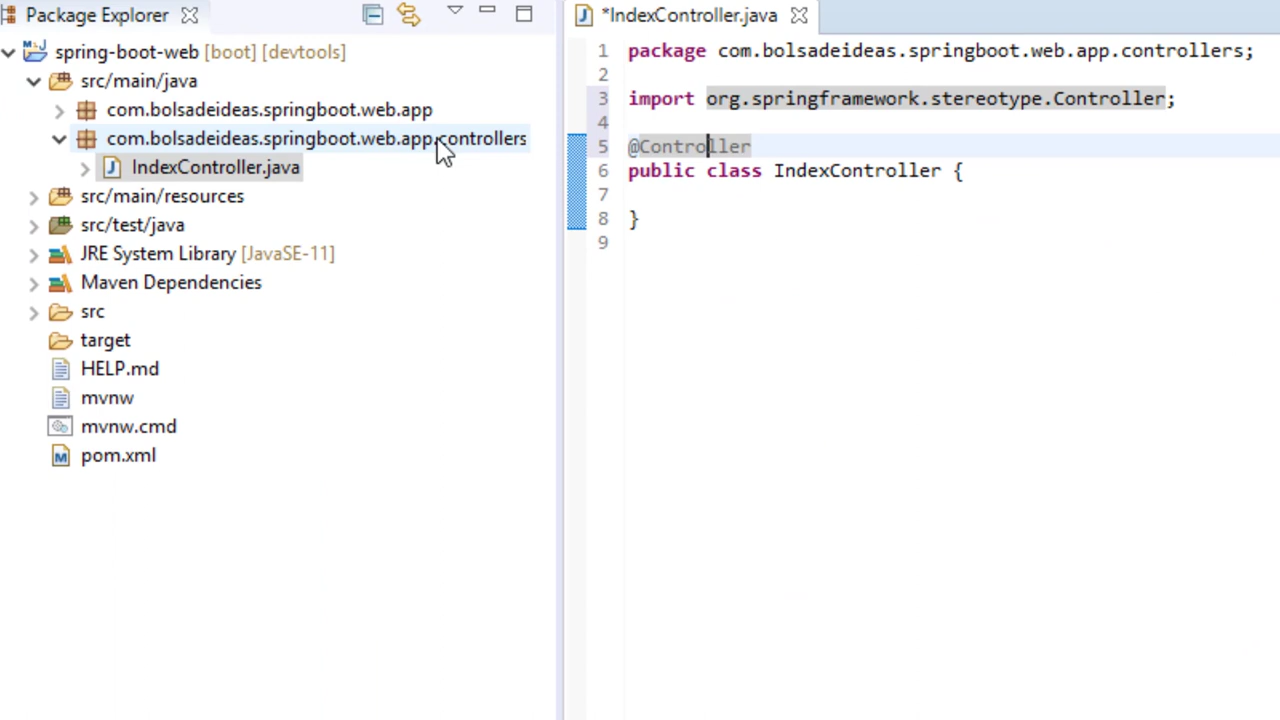 Package Explorer
spring-boot-web [boot] [devtools]
src/main/java
com.bolsadeideas.springboot.web.app
com.bolsadeideas.springboot.web.app.controllers
IndexController.java
src/main/resources
src/test/java
JRE System Library [JavaSE-11]
Maven Dependencies
src
target
HELP.md
mvnw
mvnw.cmd
pom.xml
*IndexController.java
1 package com.bolsadeideas.springboot.web.app.controllers;
2
3 import org.springframework.stereotype.Controller;
4
5 @Controller
6 public class IndexController {
7
8 }
9